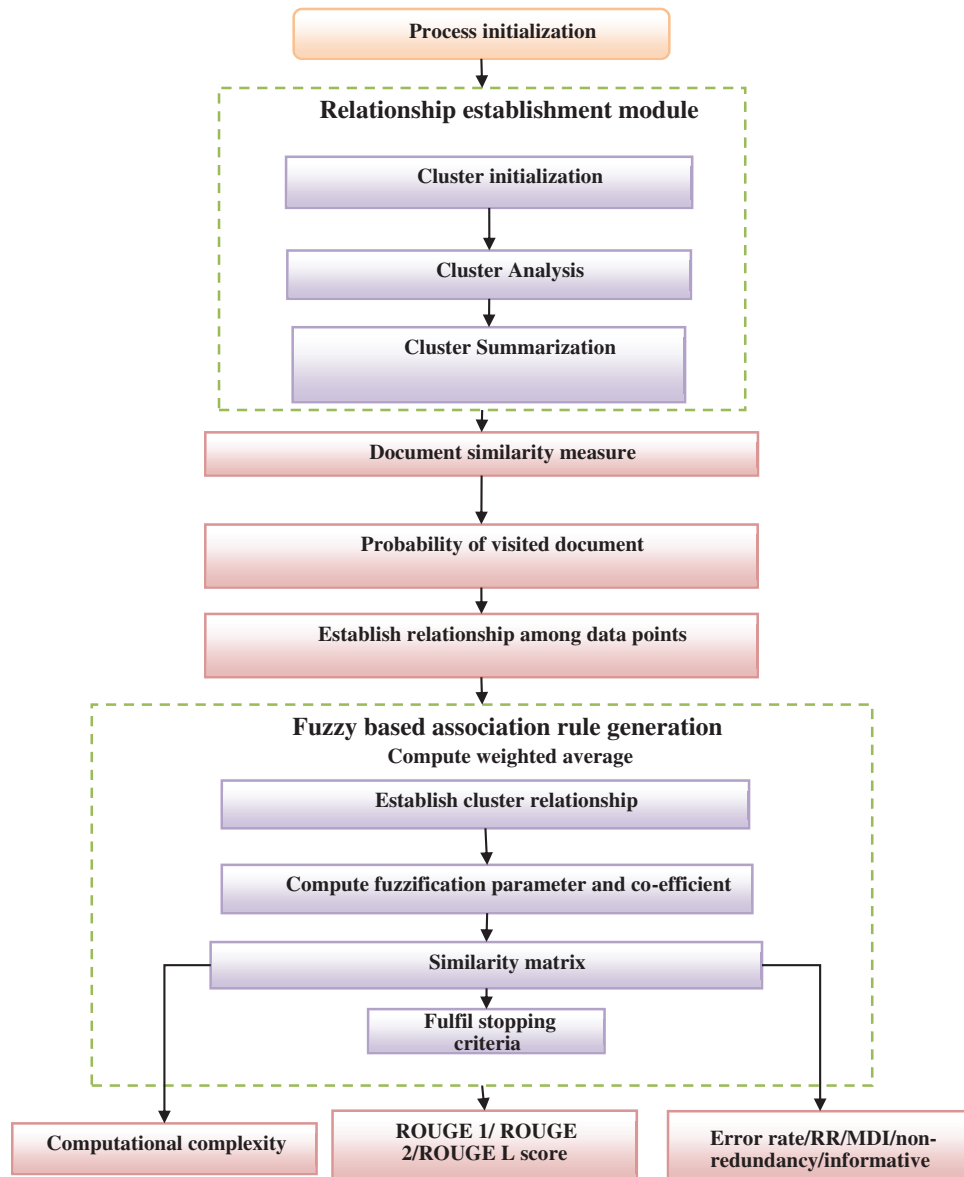 Process initialization
Relationship establishment module
Cluster initialization
Cluster Analysis
Cluster Summarization
Document similarity measure
Probability of visited document
Establish relationship among data points
Fuzzy based association rule generation
Compute weighted average
Establish cluster relationship
Compute fuzzification parameter and co-efficient
Similarity matrix
Fulfil stopping
criteria
Computational complexity
ROUGE 1/ ROUGE
2/ROUGE L score
Error rate/RR/MDI/non-
redundancy/informative